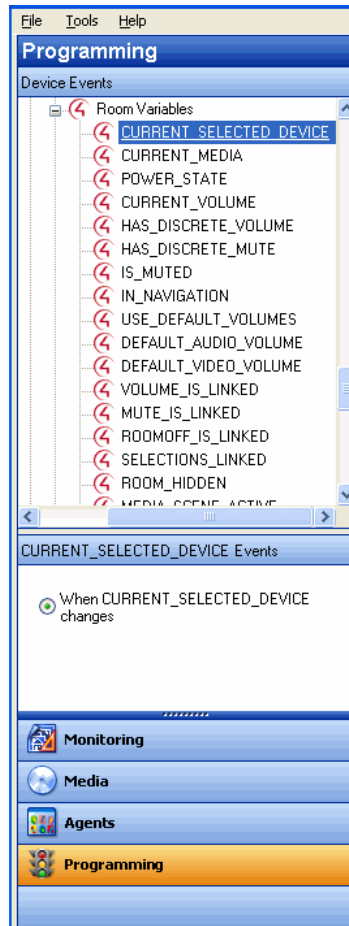 File Tools Help
Programming
Device Events
Room Variables
CURRENT_SELECTED_DEVICE
CURRENT_MEDIA
POWER_STATE
CURRENT_VOLUME
HAS_DISCRETE_VOLUME
HAS_DISCRETE_MUTE
IS_MUTED
IN_NAVIGATION
USE_DEFAULT_VOLUMES
DEFAULT_AUDIO_VOLUME
DEFAULT_VIDEO_VOLUME
VOLUME_IS_LINKED
MUTE_IS_LINKED
ROOMOFF_IS_LINKED
SELECTIONS_LINKED
ROOM_HIDDEN
MEDIA_SCENE_ACTIVE
CURRENT_SELECTED_DEVICE Events
When CURRENT_SELECTED_DEVICE
changes
Monitoring
Media
Agents
Programming